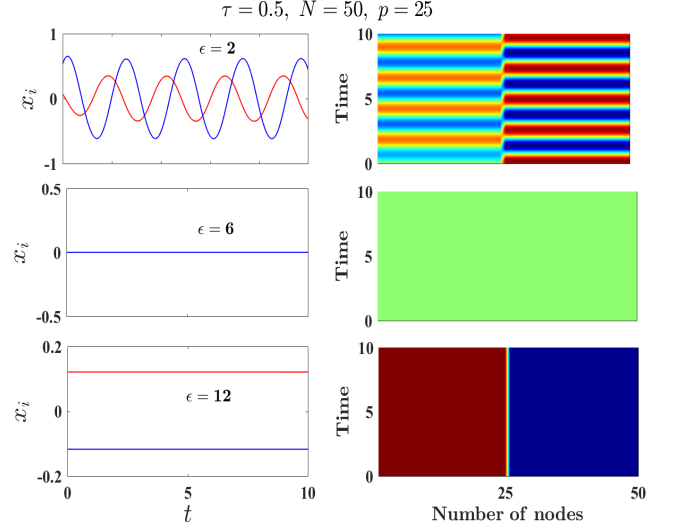 τ = 0.5, N = 50, p = 25
1
0
-1
x_i
ϵ = 2
10
5
0
Time
0.5
0
-0.5
x_i
ϵ = 6
5
10
10
5
0
Time
0.2
0
-0.2
x_i
ϵ = 12
0
5
10
t
10
5
0
Time
25
50
Number of nodes